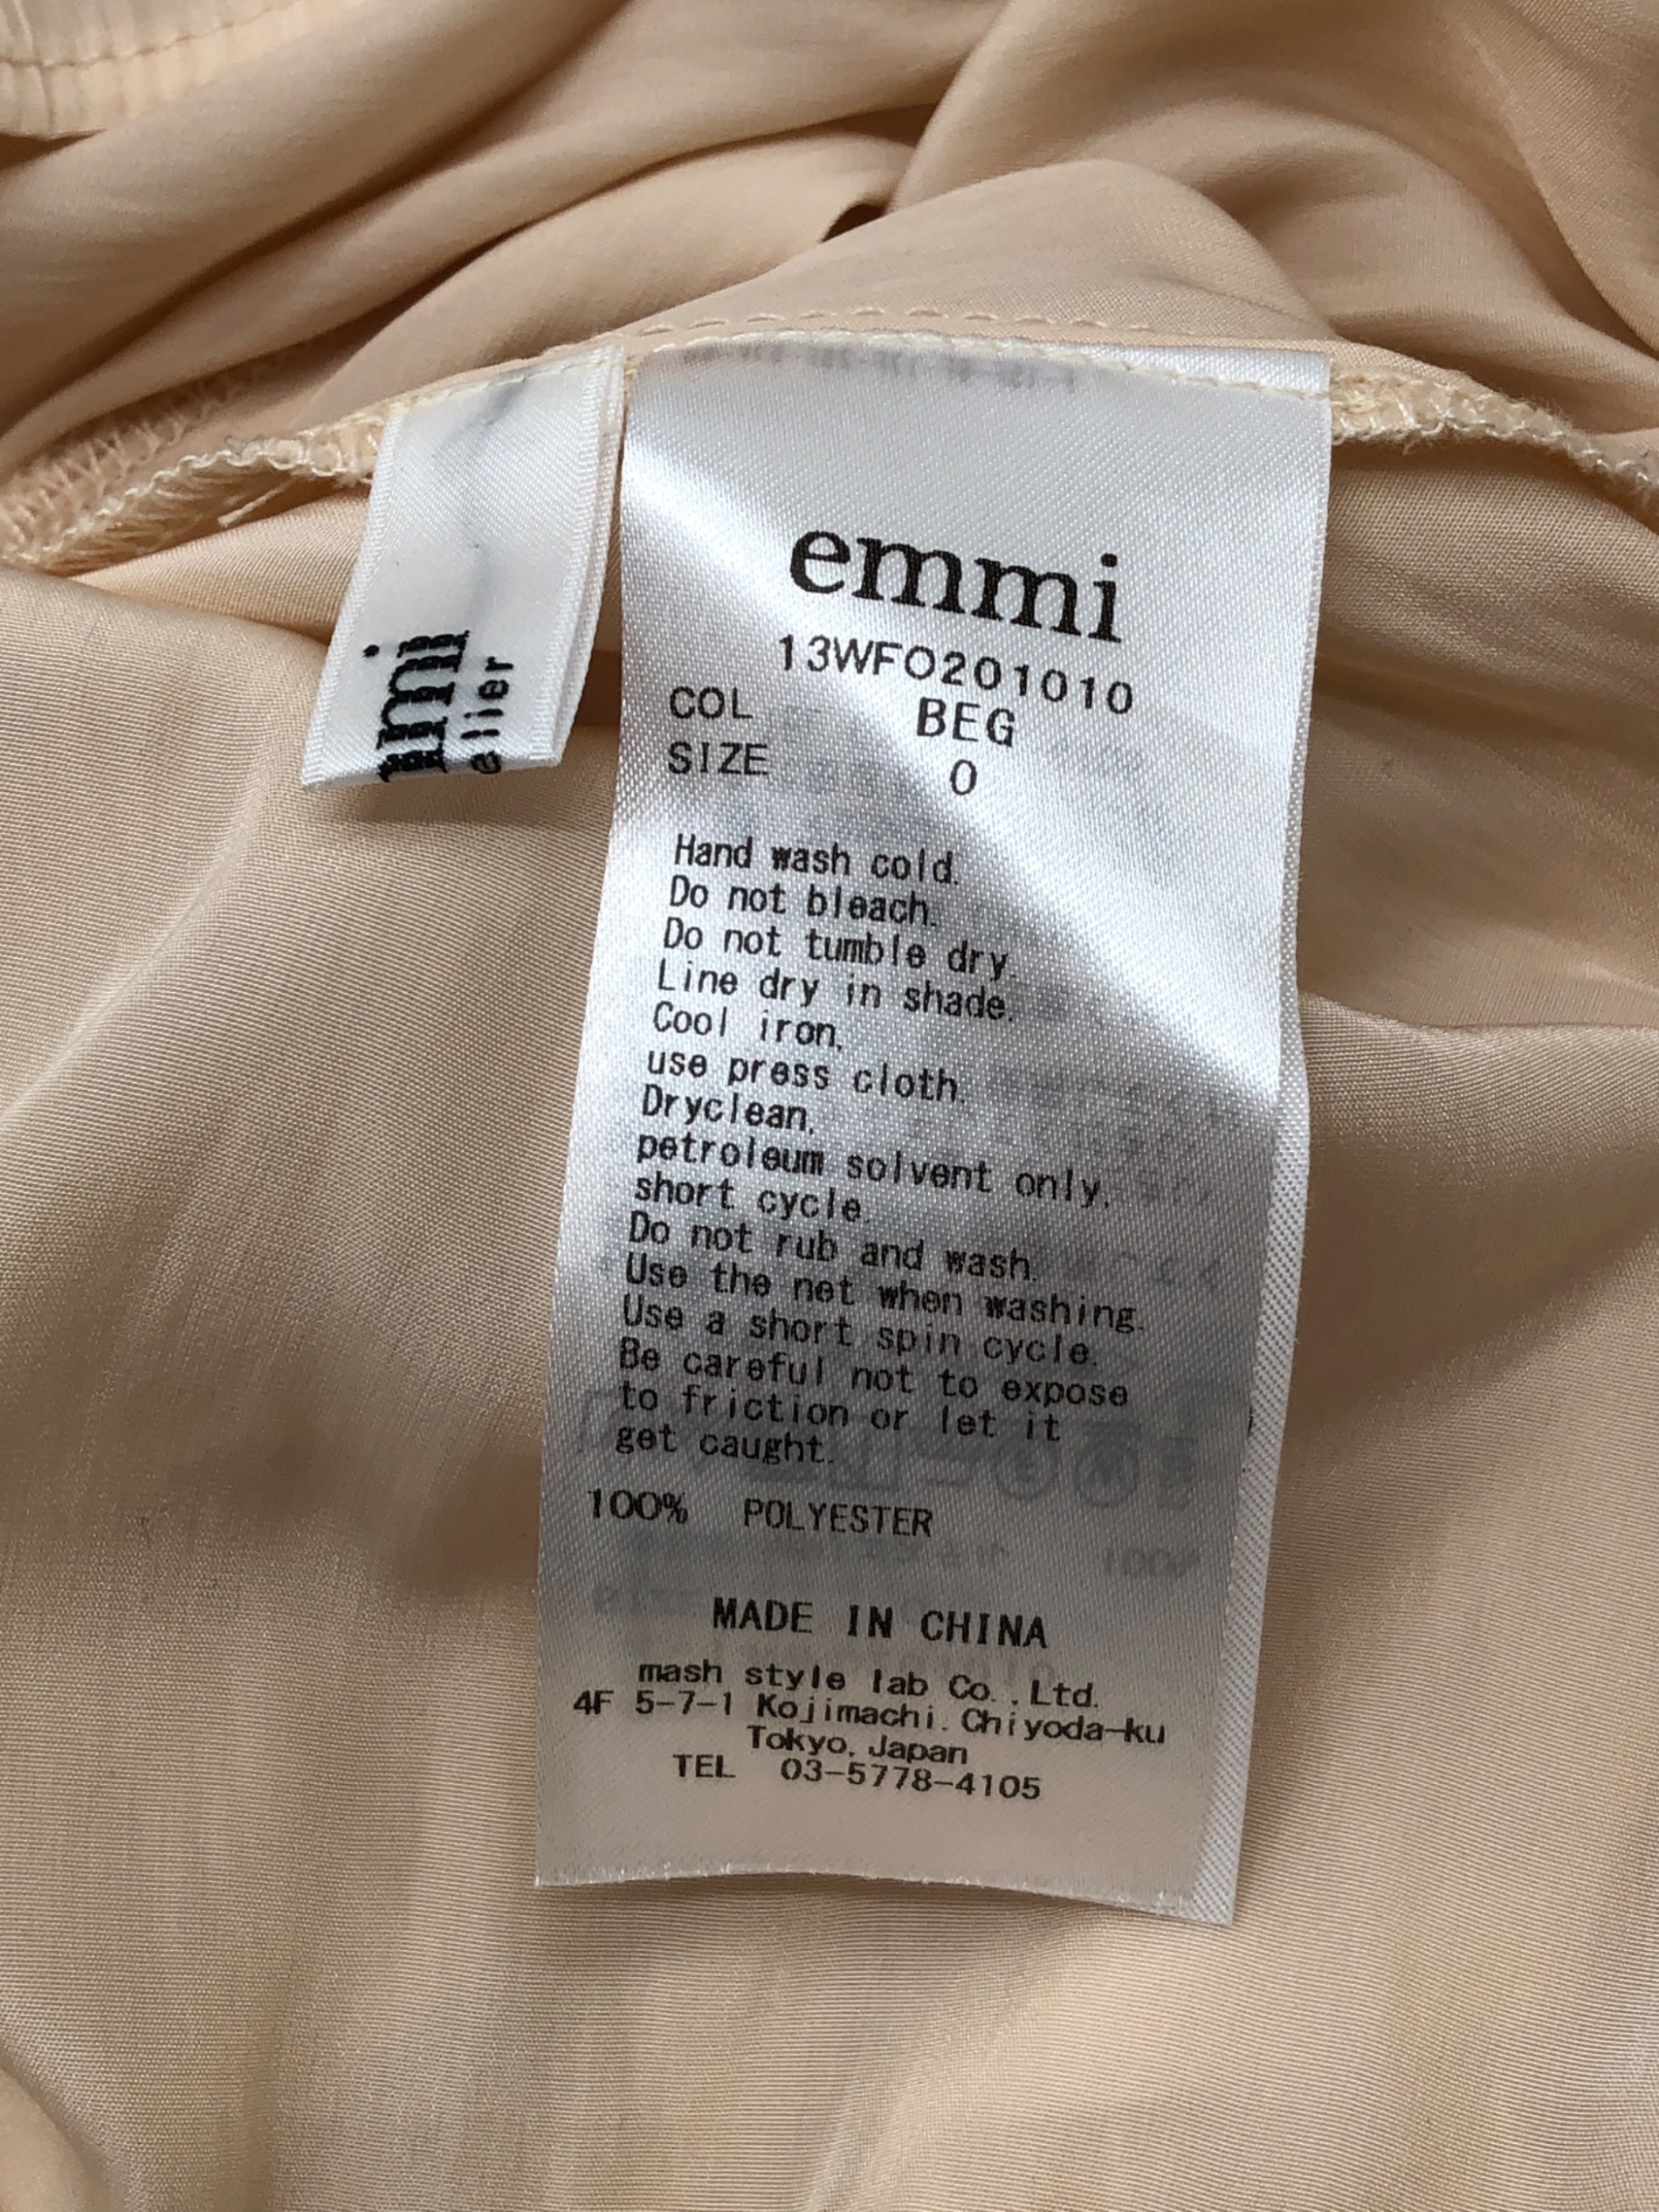 emmi
13WFO201010
COL BEG
SIZE 0
Hand wash cold.
Do not bleach.
Do not tumble dry.
Line dry in shade.
Cool iron,
use press cloth.
Dryclean,
petroleum solvent only,
short cycle.
Do not rub and wash.
Use the net when washing.
Use a short spin cycle.
Be careful not to expose
to friction or let it
get caught.
100% POLYESTER
MADE IN CHINA
mash style lab Co.,Ltd.
4F 5-7-1 Kojimachi. Chiyoda-ku
Tokyo, Japan
TEL 03-5778-4105
mmi
elier